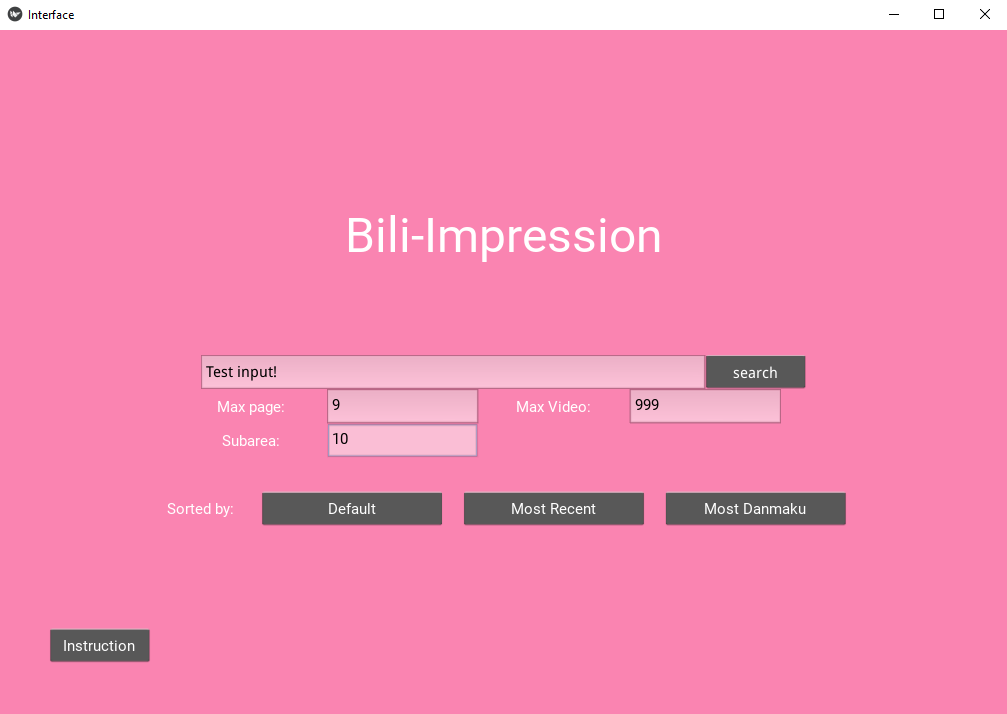 Interface
Bili-Impression
Test input! search
Max page: 9 Max Video: 999
Subarea: 10
Sorted by: Default Most Recent Most Danmaku
Instruction